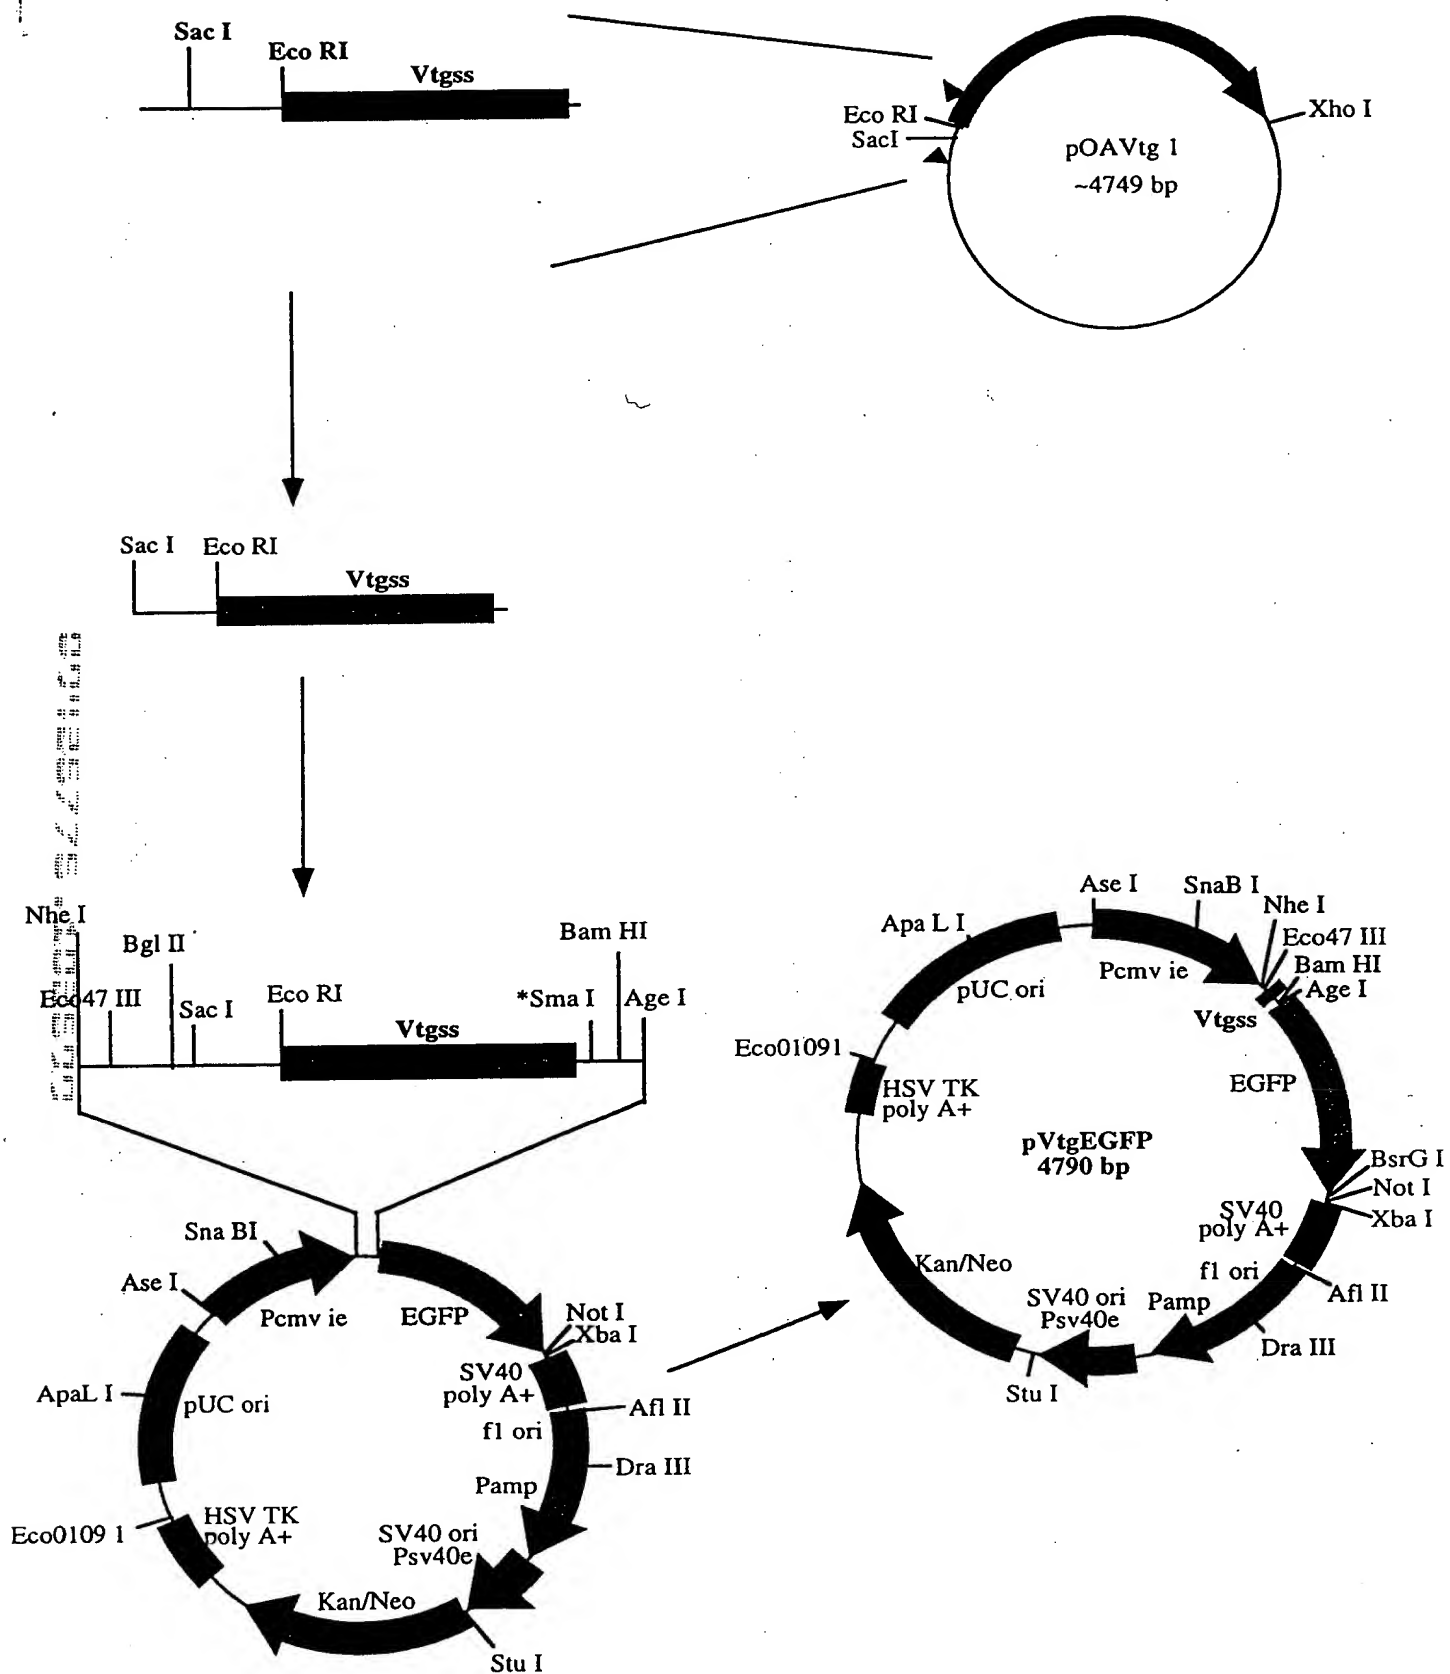 Sac I
Eco RI
Vtgss
Eco RI
SacI
Xho I
pOAVtg 1
~4749 bp
Sac I
Eco RI
Vtgss
Nhe I
Bgl II
Eco47 III
Sac I
Eco RI
Vtgss
*Sma I
Bam HI
Age I
Sna BI
Ase I
Pcmv ie
EGFP
Not I
Xba I
SV40
poly A+
ApaL I
pUC ori
Afl II
f1 ori
Dra III
Pamp
HSV TK
poly A+
Eco0109 1
SV40 ori
Psv40e
Kan/Neo
Stu I
Ase I
SnaB I
Nhe I
Eco47 III
Bam HI
Age I
Apa L I
Pcmv ie
pUC ori
Vtgss
Eco01091
EGFP
HSV TK
poly A+
pVtgEGFP
4790 bp
BsrG I
Not I
Xba I
SV40
poly A+
Kan/Neo
f1 ori
SV40 ori
Psv40e
Pamp
Afl II
Dra III
Stu I